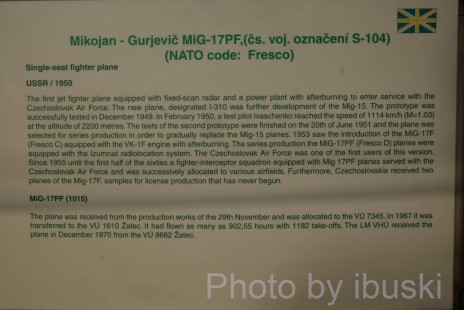 Mikojan - Gurjevič MiG-17PF,(čs. voj. označení S-104)
(NATO code: Fresco)
Single-seat fighter plane
USSR / 1950
The first jet fighter plane equipped with fixed-scan radar and a power plant with afterburning to enter service with the
Czechoslovak Air Force. The new plane, designated I-310 was further development of the Mig-15. The prototype was
successfully tested in December 1949. In February 1950, a test pilot Ivaschenko reached the speed of 1114 km/h (M=1.03)
at the altitude of 2200 metres. The tests of the second prototype were finished on the 20th of June 1951 and the plane was
selected for series production in order to gradually replace the Mig-15 planes. 1953 saw the introduction of the MiG-17F
(Fresco C) equipped with the VK-1F engine with afterburning. The series production the MiG-17PF (Fresco D) planes were
equipped with the Izumrud radiolocation system. The Czechoslovak Air Force was one of the first users of this version.
Since 1955 until the first half of the sixties a fighter-interceptor squadron equipped with Mig 17PF planes served with the
Czechoslovak Air Force and was successively allocated to various airfields. Furthermore, Czechoslovakia received two
planes of the Mig-17F, samples for license production that has never begun.
MiG-17PF (1015)
The plane was received from the production works of the 29th November and was allocated to the VÚ 7345. In 1967 it was
transferred to the VÚ 1610 Žatec. It had flown as many as 902,55 hours with 1182 take-offs. The LM VHÚ received the
plane in December 1970 from the VÚ 8682 Žatec.
Photo by ibuski